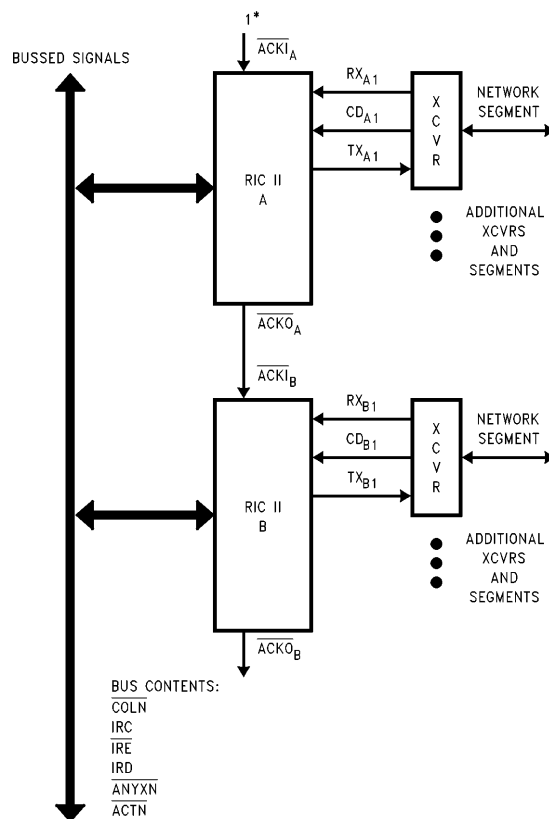 1*
ACKI_A
BUSSED SIGNALS
RX_A1
CD_A1
TX_A1
X
C
V
R
NETWORK
SEGMENT
RIC II
A
ADDITIONAL
XCVRS
AND
SEGMENTS
ACKO_A
ACKI_B
RX_B1
CD_B1
TX_B1
X
C
V
R
NETWORK
SEGMENT
RIC II
B
ADDITIONAL
XCVRS
AND
SEGMENTS
ACKO_B
BUS CONTENTS:
COLN
IRC
IRE
IRD
ANYXN
ACTN